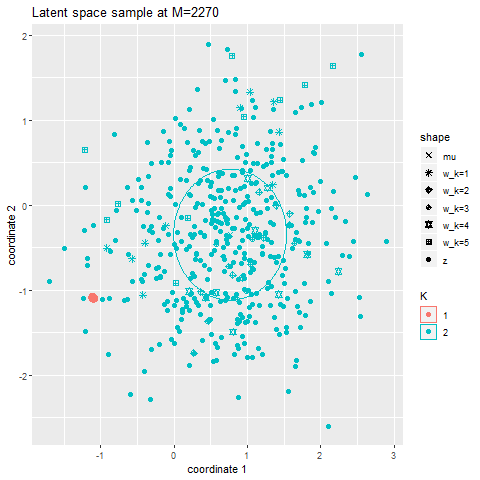 Latent space sample at M=2270
2
1
0
-1
-2
coordinate 2
-1
0
1
2
3
coordinate 1
shape
mu
w_k=1
w_k=2
w_k=3
w_k=4
w_k=5
z
K
1
2